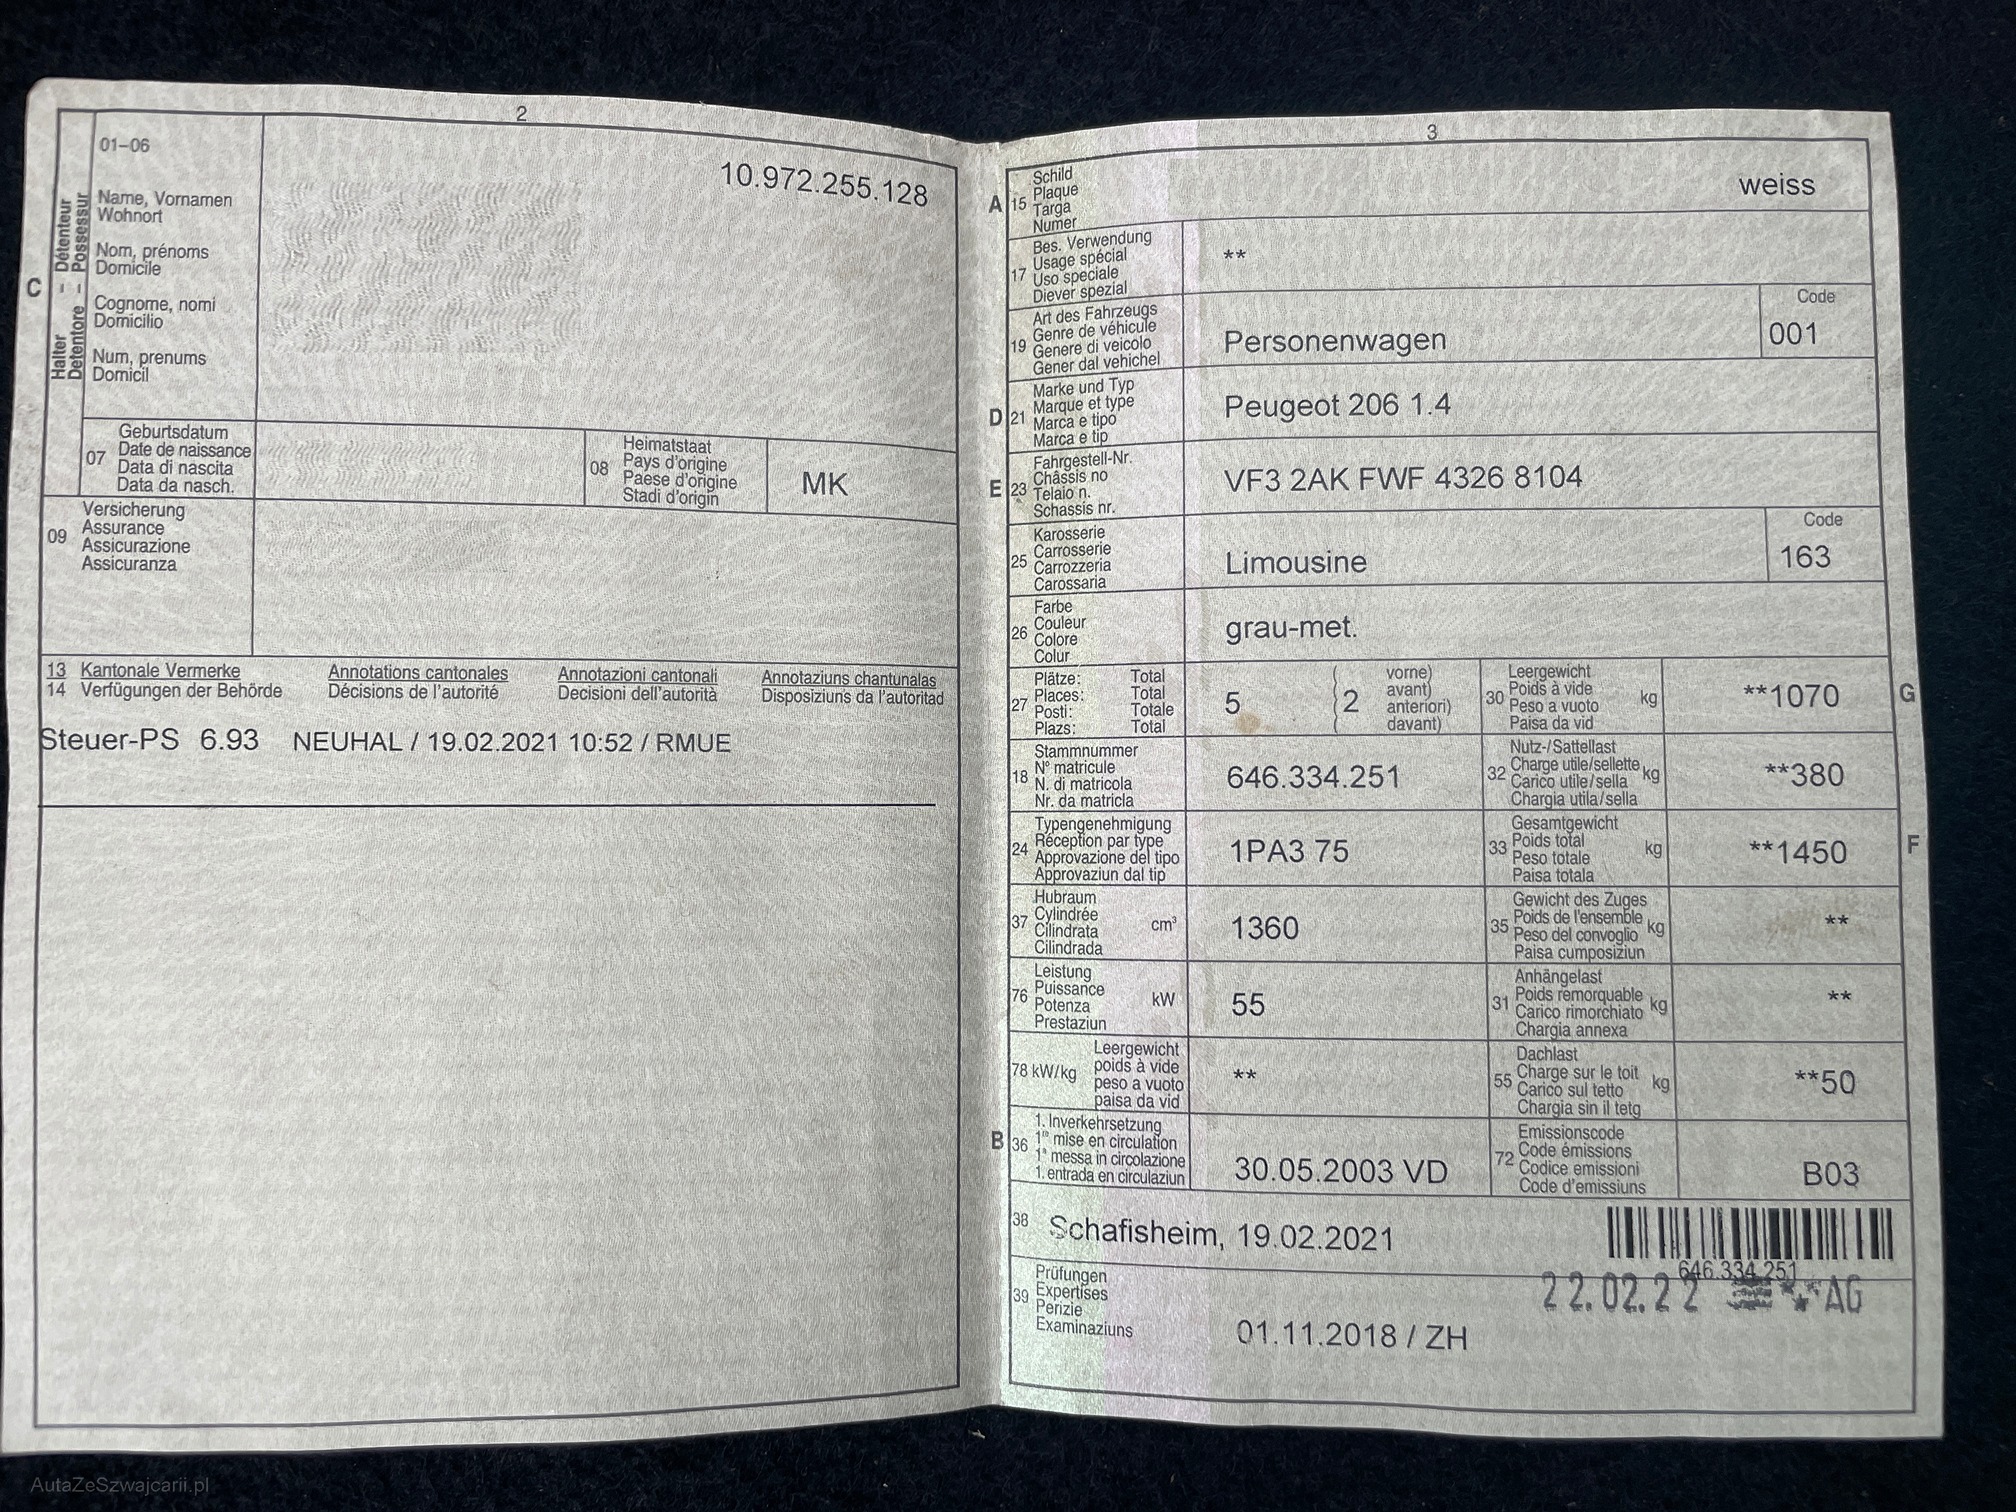 2
01-06
10.972.255.128
C
Halter – Détenteur
Detentore – Possessur
Name, Vornamen
Wohnort
Nom, prénoms
Domicile
Cognome, nomi
Domicilio
Num, prenums
Domicil
07
Geburtsdatum
Date de naissance
Data di nascita
Data da nasch.
08
Heimatstaat
Pays d'origine
Paese d'origine
Stadi d'origin
MK
09
Versicherung
Assurance
Assicurazione
Assicuranza
13 Kantonale Vermerke Annotations cantonales Annotazioni cantonali Annotaziuns chantunalas
14 Verfügungen der Behörde Décisions de l'autorité Decisioni dell'autorità Disposiziuns da l'autoritad
Steuer-PS 6.93 NEUHAL / 19.02.2021 10:52 / RMUE
3
A 15
Schild
Plaque
Targa
Numer
weiss
17
Bes. Verwendung
Usage spécial
Uso speciale
Diever spezial
**
19
Art des Fahrzeugs
Genre de véhicule
Genere di veicolo
Gener dal vehichel
Personenwagen
Code
001
D 21
Marke und Typ
Marque et type
Marca e tipo
Marca e tip
Peugeot 206 1.4
E 23
Fahrgestell-Nr.
Châssis no
Telaio n.
Schassis nr.
VF3 2AK FWF 4326 8104
25
Karosserie
Carrosserie
Carrozzeria
Carossaria
Limousine
Code
163
26
Farbe
Couleur
Colore
Colur
grau-met.
27
Plätze: Total
Places: Total
Posti: Totale
Plazs: Total
5
( 2
vorne)
avant)
anteriori)
davant)
30
Leergewicht
Poids à vide kg
Peso a vuoto
Paisa da vid
**1070
G
18
Stammnummer
N° matricule
N. di matricola
Nr. da matricla
646.334.251
32
Nutz-/Sattellast
Charge utile/sellette kg
Carico utile/sella
Chargia utila/sella
**380
24
Typengenehmigung
Réception par type
Approvazione del tipo
Approvaziun dal tip
1PA3 75
33
Gesamtgewicht
Poids total kg
Peso totale
Paisa totala
**1450
F
37
Hubraum
Cylindrée cm³
Cilindrata
Cilindrada
1360
35
Gewicht des Zuges
Poids de l'ensemble kg
Peso del convoglio
Paisa cumposiziun
**
76
Leistung
Puissance kW
Potenza
Prestaziun
55
31
Anhängelast
Poids remorquable kg
Carico rimorchiato
Chargia annexa
**
78 kW/kg
Leergewicht
poids à vide
peso a vuoto
paisa da vid
**
55
Dachlast
Charge sur le toit kg
Carico sul tetto
Chargia sin il tetg
**50
B 36
1. Inverkehrsetzung
1re mise en circulation
1a messa in circolazione
1. entrada en circulaziun
30.05.2003 VD
72
Emissionscode
Code émissions
Codice emissioni
Code d'emissiuns
B03
38 Schafisheim, 19.02.2021
646.334.251
39
Prüfungen
Expertises
Perizie
Examinaziuns
22.02.22 AG
01.11.2018 / ZH
AutaZeSzwajcarii.pl